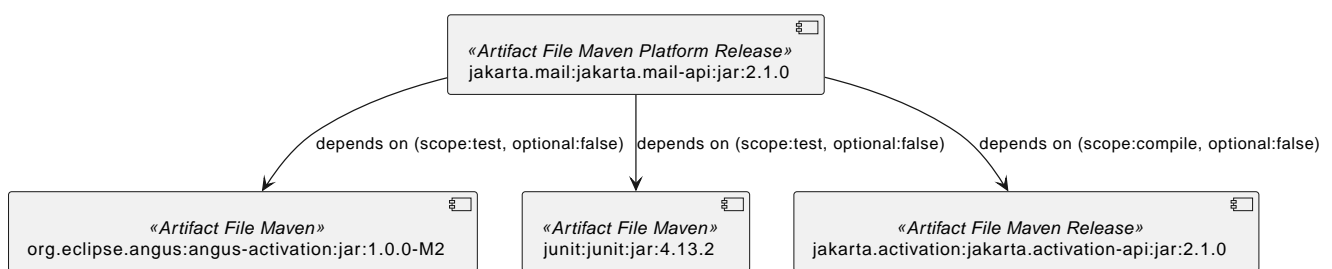 «Artifact File Maven Platform Release»
jakarta.mail:jakarta.mail-api:jar:2.1.0
depends on (scope:test, optional:false)
depends on (scope:test, optional:false)
depends on (scope:compile, optional:false)
«Artifact File Maven»
org.eclipse.angus:angus-activation:jar:1.0.0-M2
«Artifact File Maven»
junit:junit:jar:4.13.2
«Artifact File Maven Release»
jakarta.activation:jakarta.activation-api:jar:2.1.0